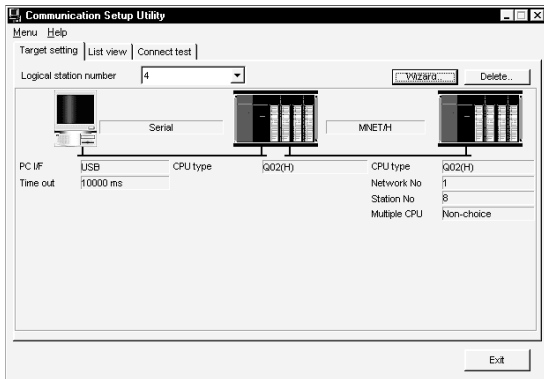 Communication Setup Utility
Menu Help
Target setting List view Connect test
Logical station number 4 Wizard.. Delete..
Serial MNET/H
PC I/F USB CPU type Q02(H) CPU type Q02(H)
Time out 10000 ms Network No 1
Station No 8
Multiple CPU Non-choice
Exit